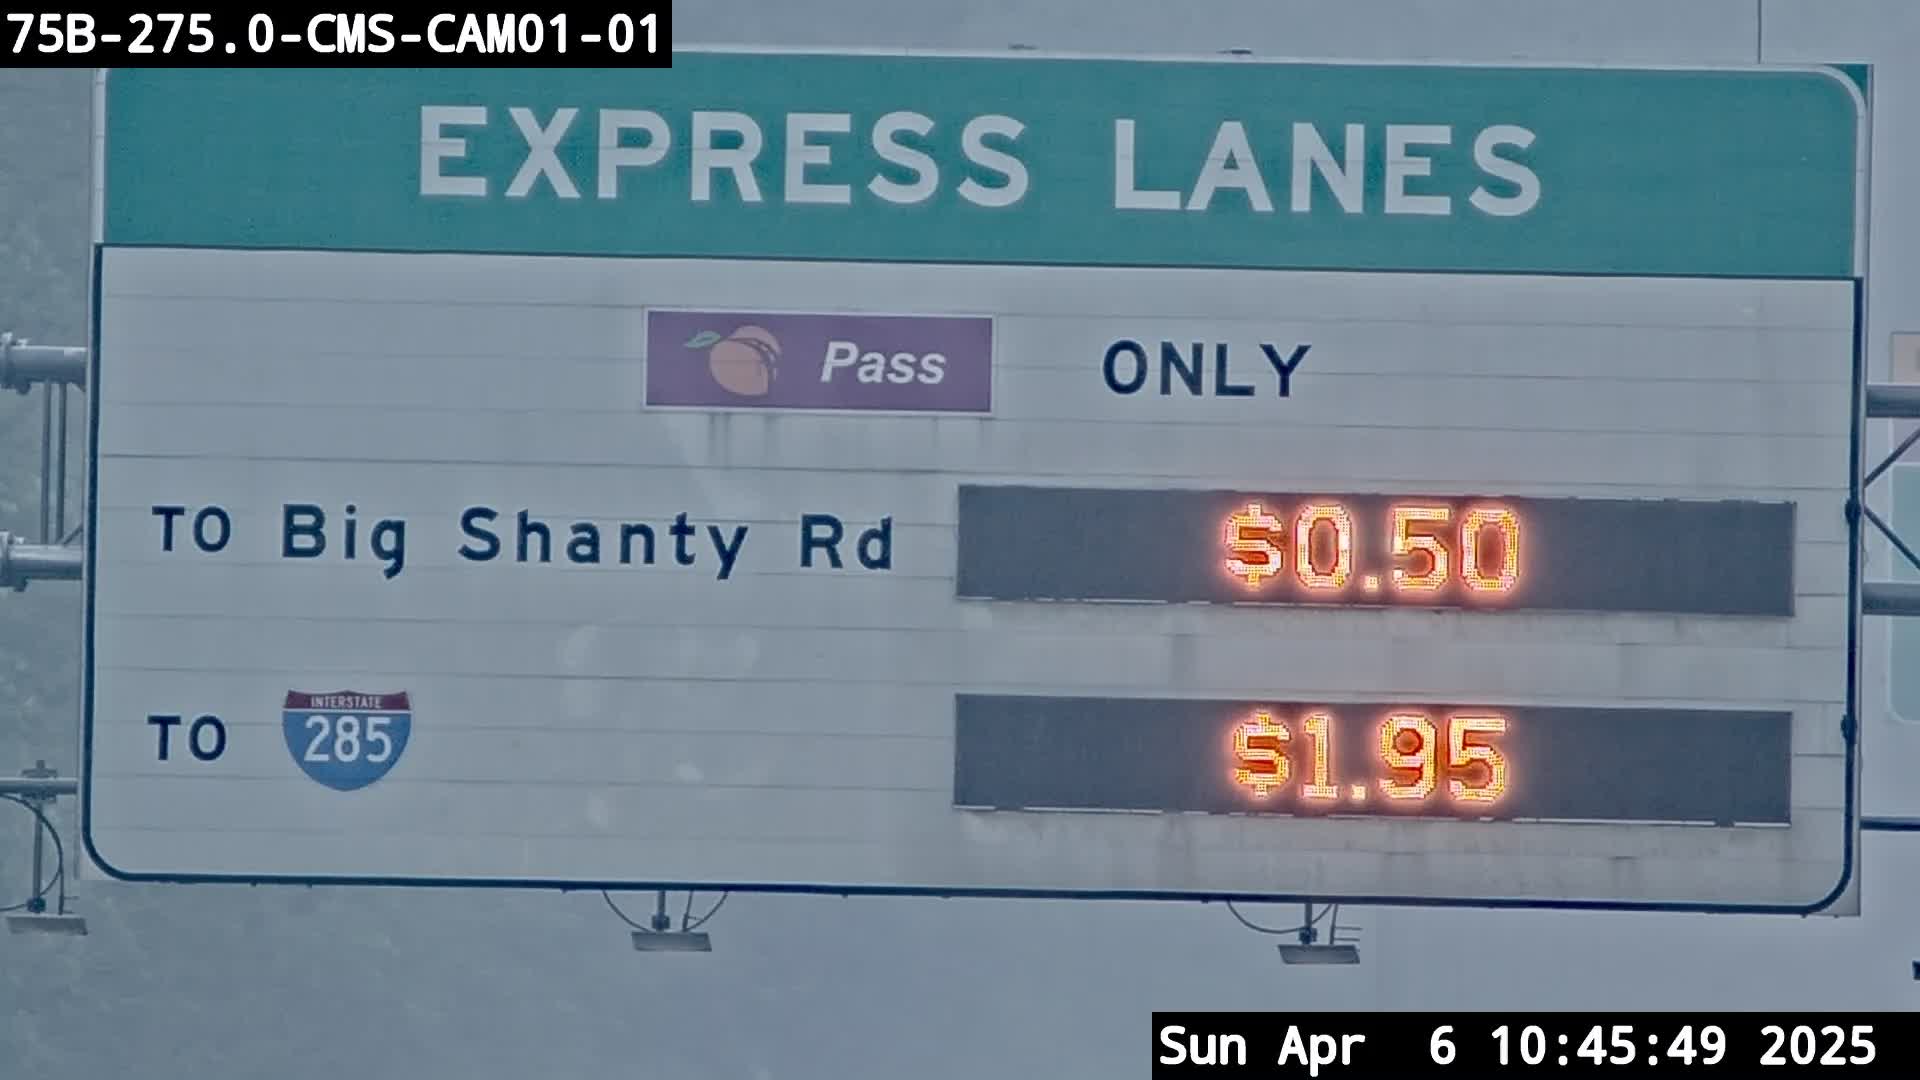 75B-275.0-CMS-CAM01-01
EXPRESS LANES
Pass ONLY
TO Big Shanty Rd $0.50
TO INTERSTATE 285 $1.95
Sun Apr 6 10:45:49 2025